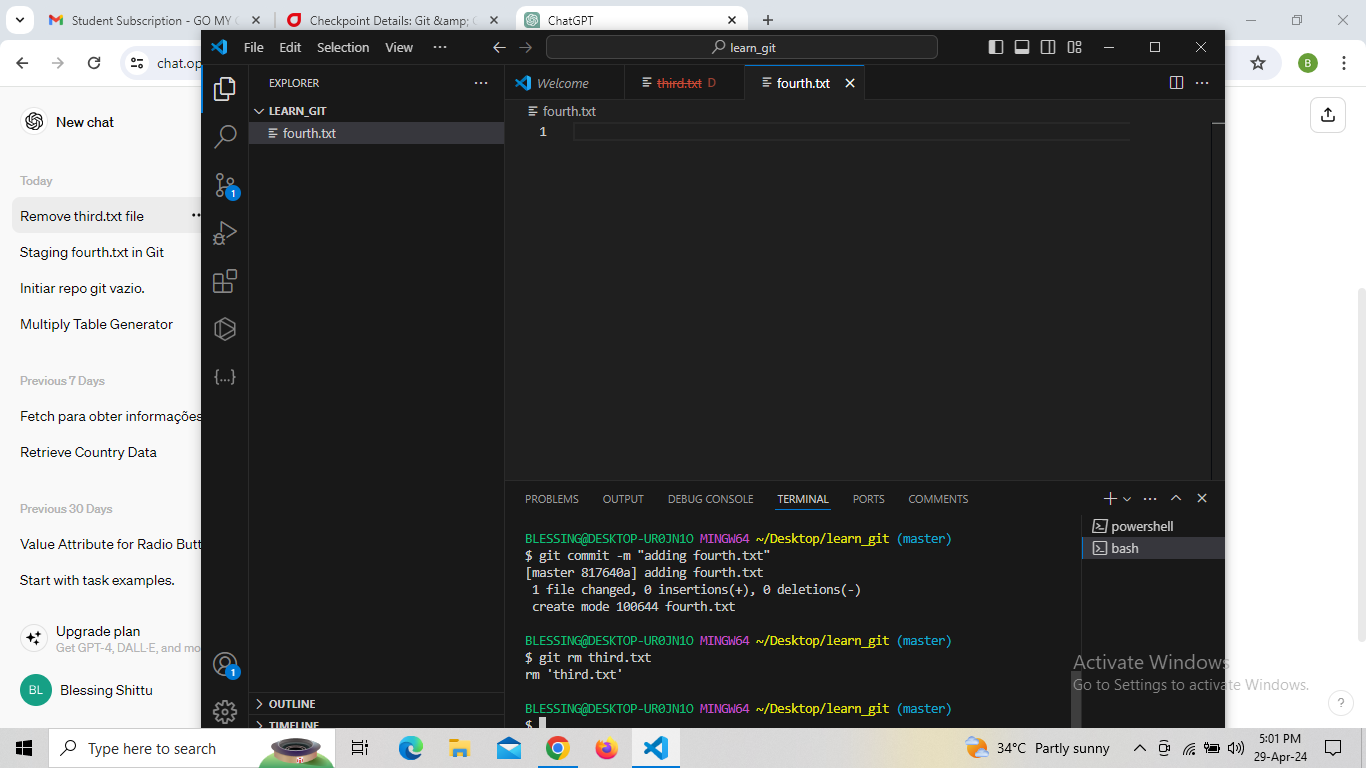 Student Subscription - GO MY C
Checkpoint Details: Git &amp; C
ChatGPT
chat.op
B
File Edit Selection View
learn_git
New chat
Today
Remove third.txt file
Staging fourth.txt in Git
Initiar repo git vazio.
Multiply Table Generator
Previous 7 Days
Fetch para obter informações
Retrieve Country Data
Previous 30 Days
Value Attribute for Radio Butt
Start with task examples.
Upgrade plan
Get GPT-4, DALL·E, and mo
BL
Blessing Shittu
EXPLORER
LEARN_GIT
fourth.txt
1
{...}
1
OUTLINE
TIMELINE
Welcome
third.txt D
fourth.txt
fourth.txt
1
PROBLEMS OUTPUT DEBUG CONSOLE TERMINAL PORTS COMMENTS
powershell
bash
BLESSING@DESKTOP-UR0JN1O MINGW64 ~/Desktop/learn_git (master)
$ git commit -m "adding fourth.txt"
[master 817640a] adding fourth.txt
1 file changed, 0 insertions(+), 0 deletions(-)
create mode 100644 fourth.txt
BLESSING@DESKTOP-UR0JN1O MINGW64 ~/Desktop/learn_git (master)
$ git rm third.txt
rm 'third.txt'
BLESSING@DESKTOP-UR0JN1O MINGW64 ~/Desktop/learn_git (master)
$
Activate Windows
Go to Settings to activate Windows.
?
Type here to search
34°C Partly sunny
5:01 PM
29-Apr-24